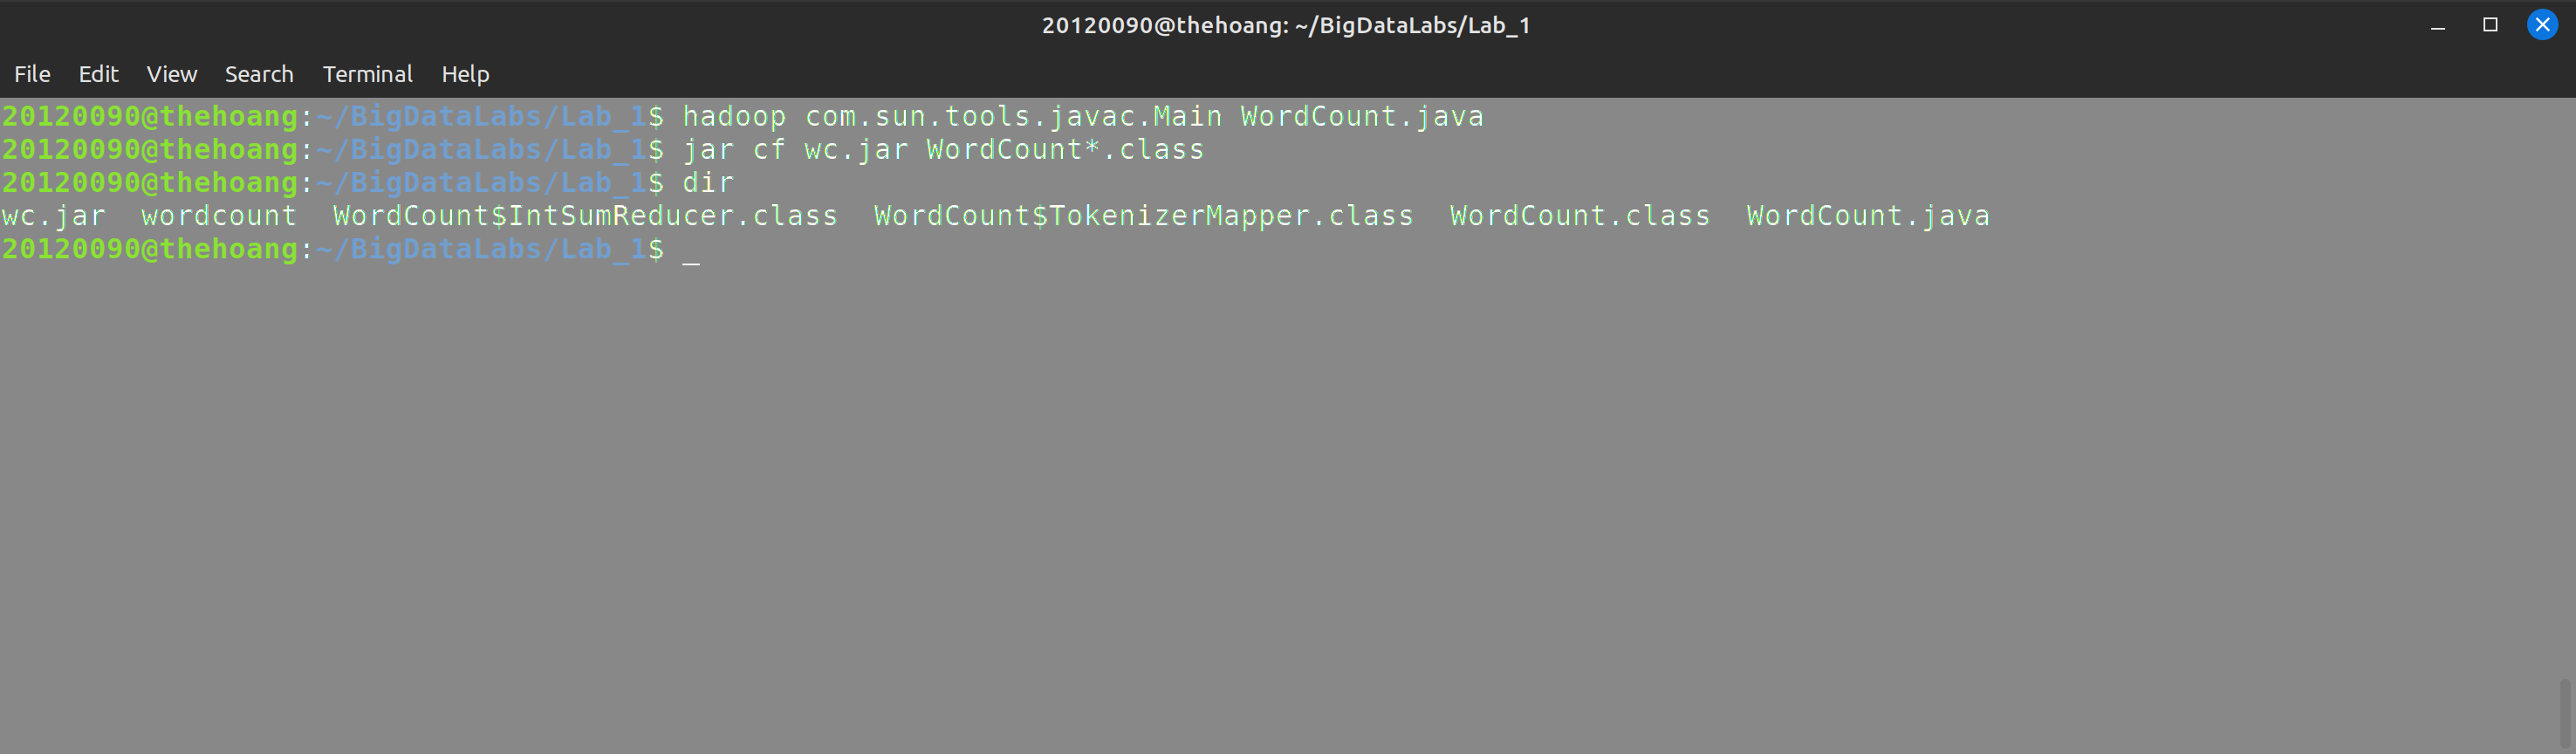 20120090@thehoang: ~/BigDataLabs/Lab_1
File Edit View Search Terminal Help
20120090@thehoang:~/BigDataLabs/Lab_1$ hadoop com.sun.tools.javac.Main WordCount.java
20120090@thehoang:~/BigDataLabs/Lab_1$ jar cf wc.jar WordCount*.class
20120090@thehoang:~/BigDataLabs/Lab_1$ dir
wc.jar  wordcount  WordCount$IntSumReducer.class  WordCount$TokenizerMapper.class  WordCount.class  WordCount.java
20120090@thehoang:~/BigDataLabs/Lab_1$ _